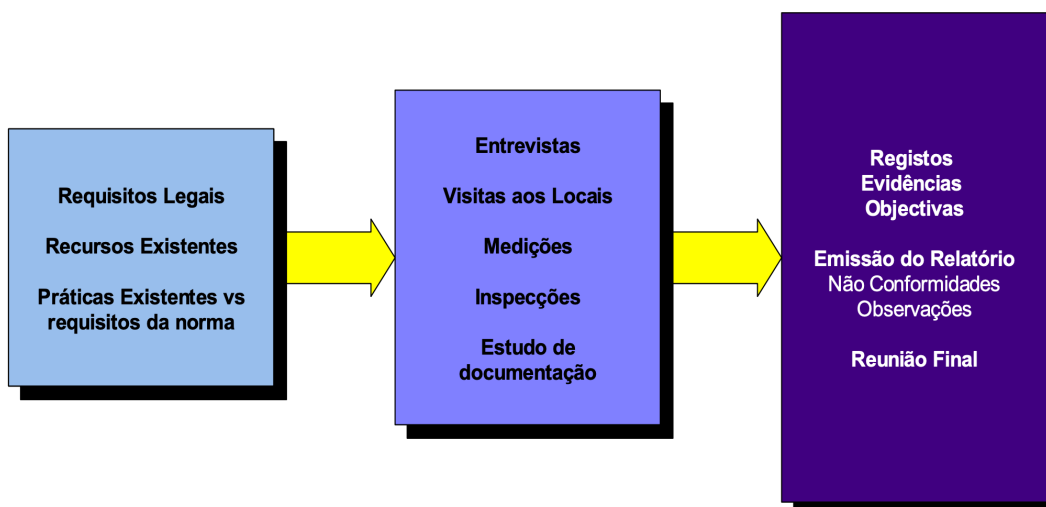 Requisitos Legais
Recursos Existentes
Práticas Existentes vs
requisitos da norma
Entrevistas
Visitas aos Locais
Medições
Inspecções
Estudo de
documentação
Registos
Evidências
Objectivas
Emissão do Relatório
Não Conformidades
Observações
Reunião Final